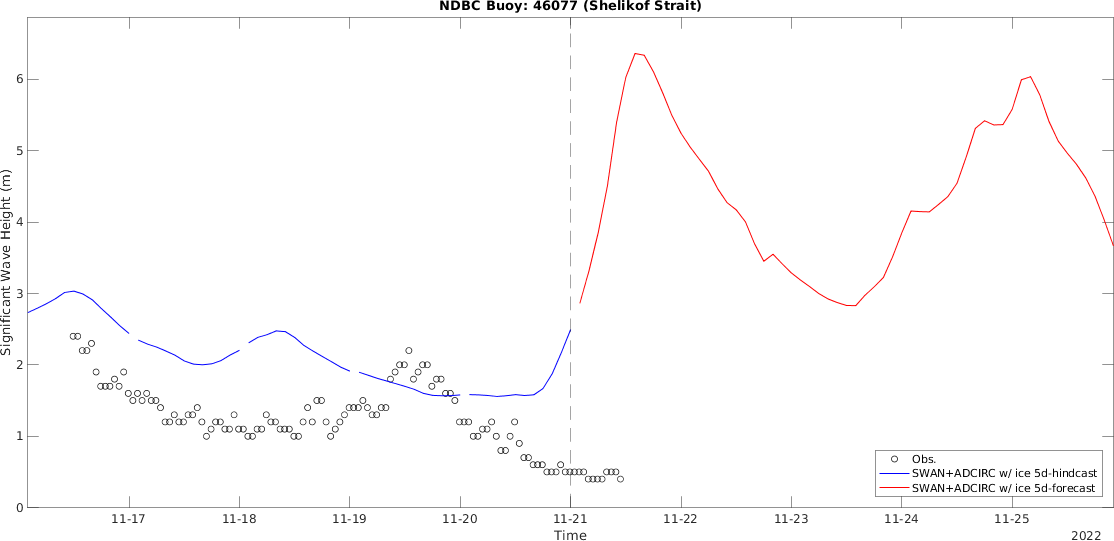 NDBC Buoy: 46077 (Shelikof Strait)
Significant Wave Height (m)
6
5
4
3
2
1
0
11-17 11-18 11-19 11-20 11-21 11-22 11-23 11-24 11-25
Time
2022
Obs.
SWAN+ADCIRC w/ ice 5d-hindcast
SWAN+ADCIRC w/ ice 5d-forecast